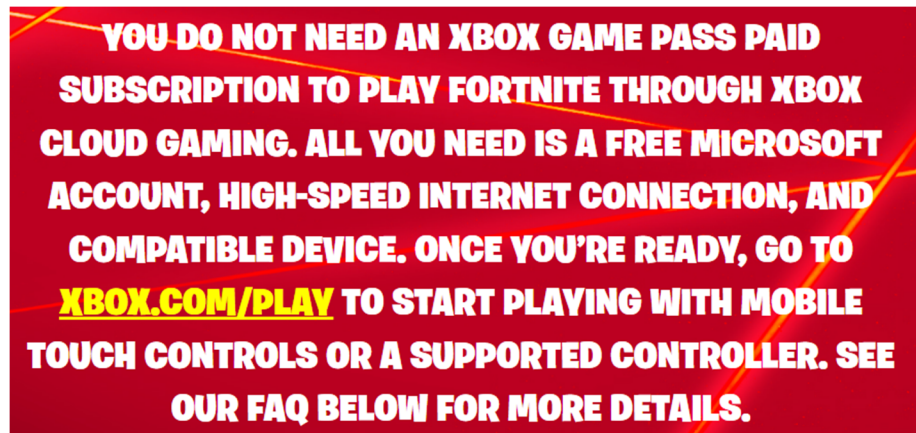 YOU DO NOT NEED AN XBOX GAME PASS PAID
SUBSCRIPTION TO PLAY FORTNITE THROUGH XBOX
CLOUD GAMING. ALL YOU NEED IS A FREE MICROSOFT
ACCOUNT, HIGH-SPEED INTERNET CONNECTION, AND
COMPATIBLE DEVICE. ONCE YOU'RE READY, GO TO
XBOX.COM/PLAY TO START PLAYING WITH MOBILE
TOUCH CONTROLS OR A SUPPORTED CONTROLLER. SEE
OUR FAQ BELOW FOR MORE DETAILS.